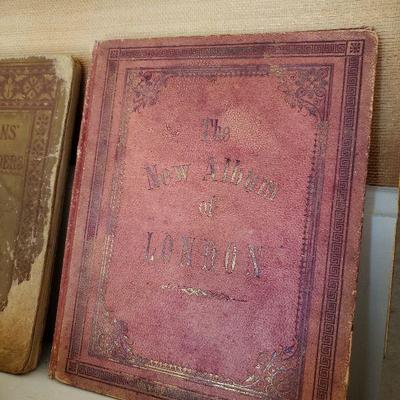 The
New Album
of
LONDON